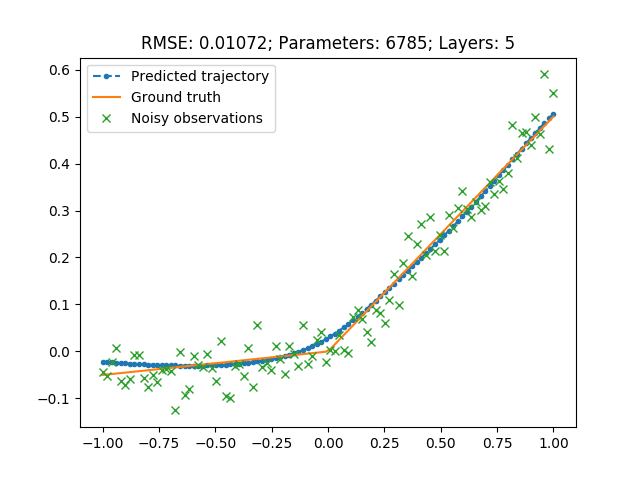 RMSE: 0.01072; Parameters: 6785; Layers: 5
Predicted trajectory
Ground truth
Noisy observations
0.6
0.5
0.4
0.3
0.2
0.1
0.0
−0.1
−1.00 −0.75 −0.50 −0.25 0.00 0.25 0.50 0.75 1.00